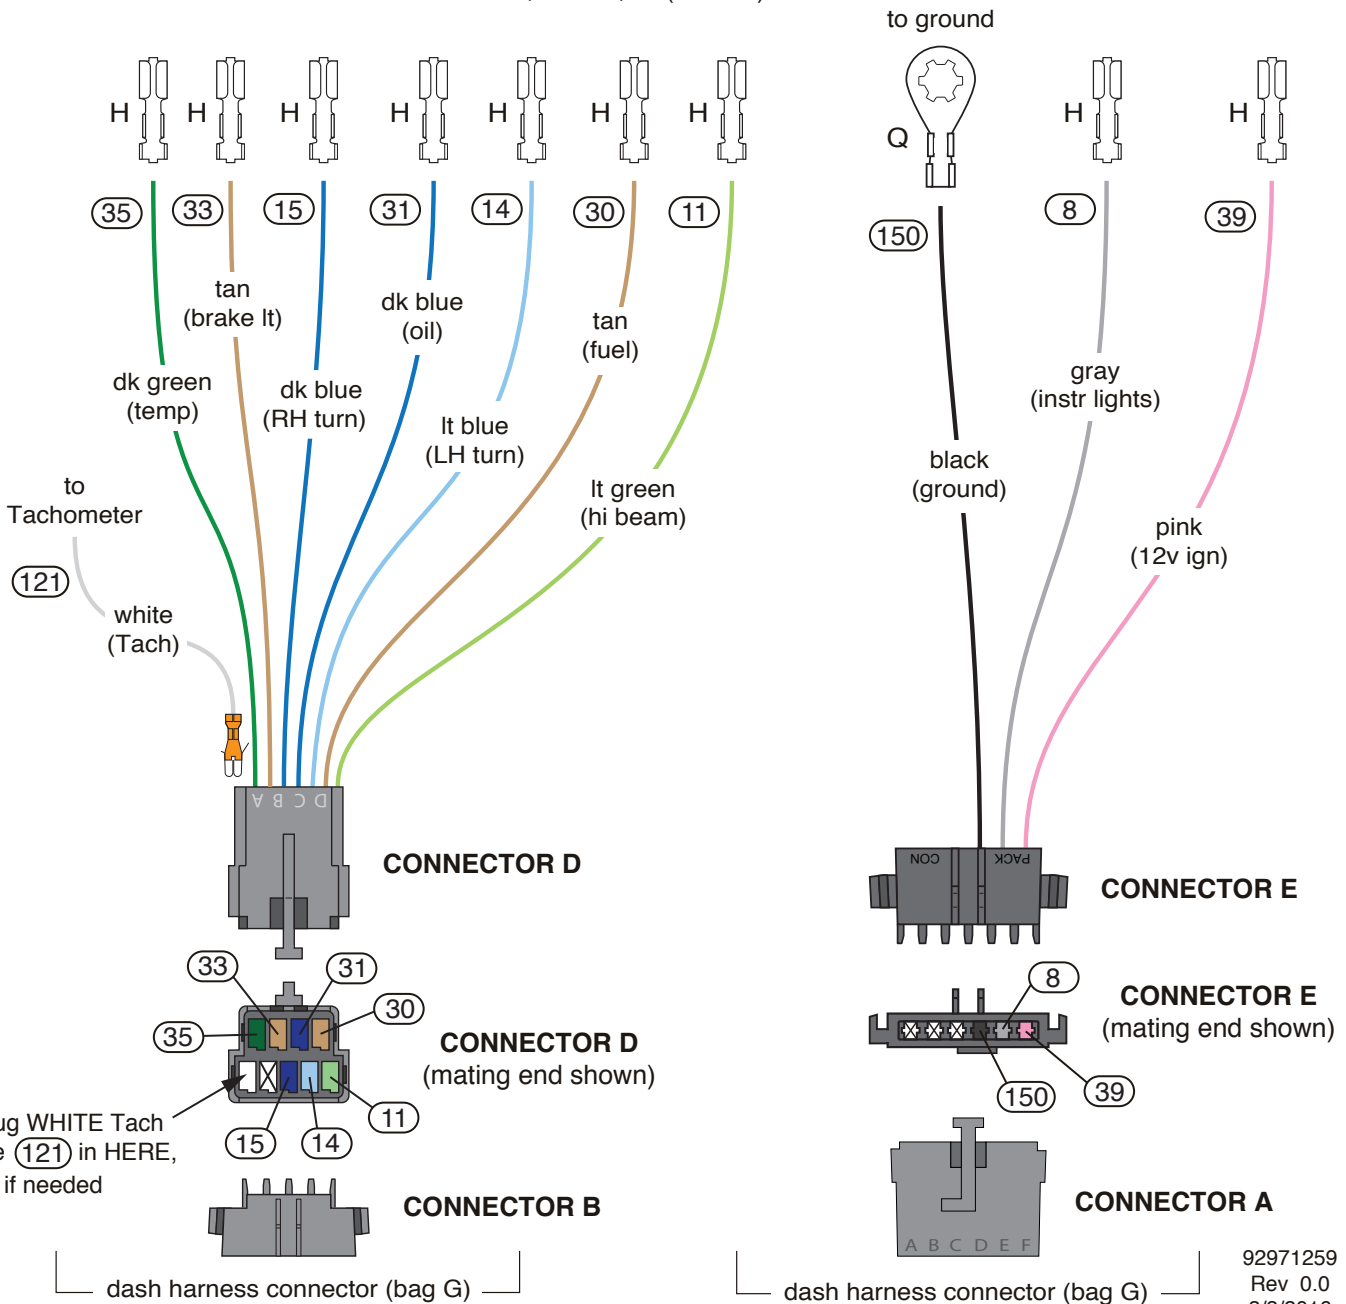 to ground
H
H
H
H
H
H
H
Q
H
H
35
33
15
31
14
30
11
150
8
39
tan
(brake lt)
dk blue
(oil)
tan
(fuel)
dk green
(temp)
dk blue
(RH turn)
lt blue
(LH turn)
lt green
(hi beam)
gray
(instr lights)
black
(ground)
pink
(12v ign)
to
Tachometer
121
white
(Tach)
A B C D
CONNECTOR D
CON PACK
CONNECTOR E
33
31
35
30
CONNECTOR D
(mating end shown)
15
14
11
WHITE Tach
121 in HERE,
if needed
8
CONNECTOR E
(mating end shown)
150
39
CONNECTOR B
CONNECTOR A
A B C D E F
dash harness connector (bag G)
dash harness connector (bag G)
92971259
Rev 0.0